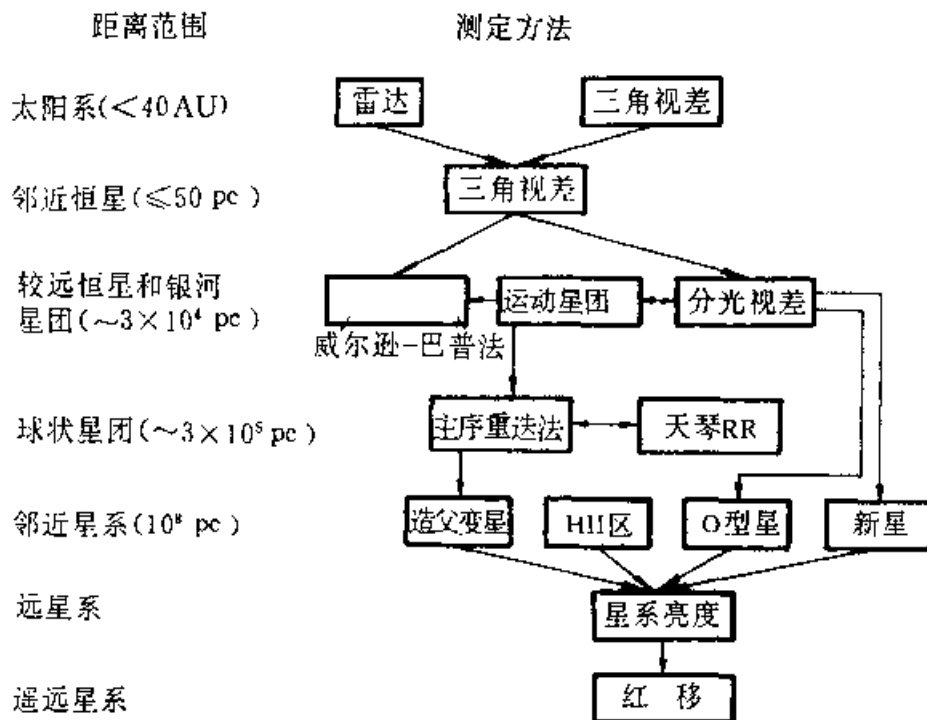 距离范围 测定方法
太阳系(<40AU) 雷达 三角视差
邻近恒星(≤50 pc) 三角视差
较远恒星和银河
星团(~3×10⁴ pc) 运动星团 分光视差
威尔逊-巴普法
球状星团(~3×10⁵ pc) 主序重迭法 天琴RR
邻近星系(10⁸ pc) 造父变星 HII区 O型星 新星
远星系 星系亮度
遥远星系 红 移